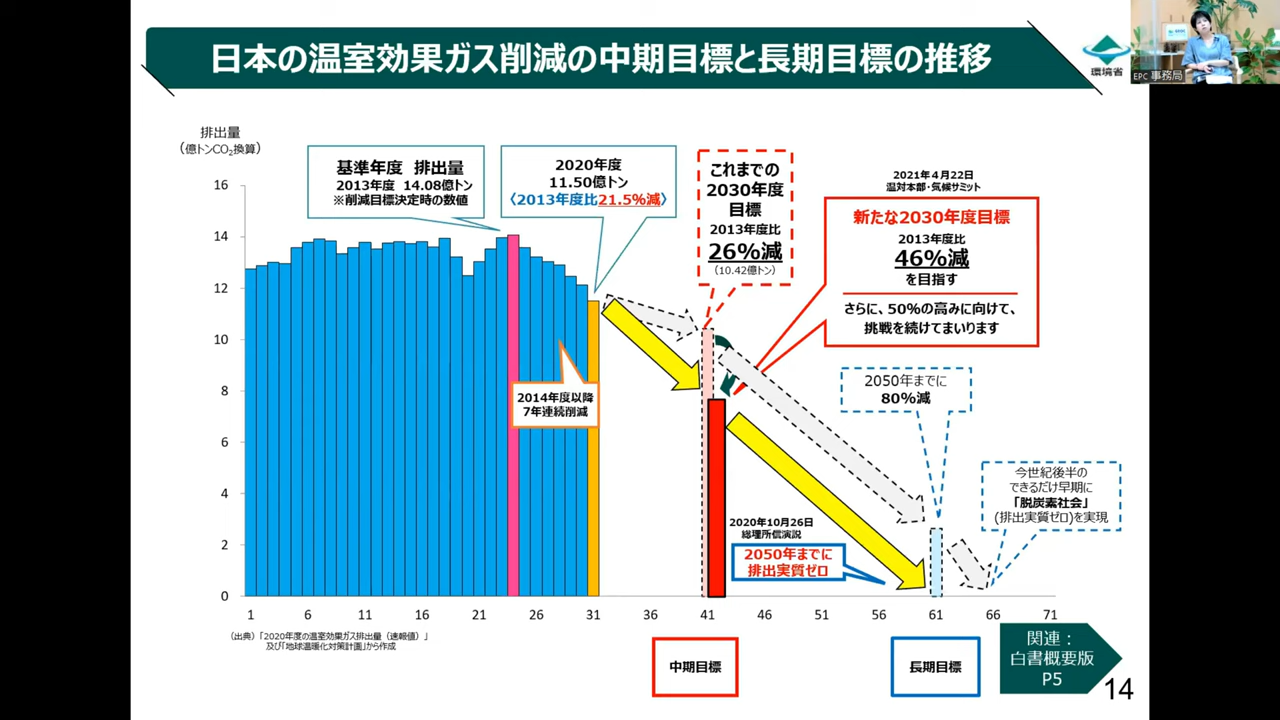 日本の温室効果ガス削減の中期目標と長期目標の推移
環境省
EPC 事務局
排出量
(億トンCO2換算)
基準年度 排出量
2013年度 14.08億トン
※削減目標決定時の数値
2020年度
11.50億トン
〈2013年度比21.5%減〉
これまでの
2030年度
目標
2013年度比
26%減
(10.42億トン)
2021年4月22日
温対本部・気候サミット
新たな2030年度目標
2013年度比
46%減
を目指す
さらに、50%の高みに向けて、
挑戦を続けてまいります
16
14
12
10
8
6
4
2
0
2014年度以降
7年連続削減
2050年までに
80%減
今世紀後半の
できるだけ早期に
「脱炭素社会」
(排出実質ゼロ)を実現
2020年10月26日
総理所信演説
2050年までに
排出実質ゼロ
1 6 11 16 21 26 31 36 41 46 51 56 61 66 71
(出典)「2020年度の温室効果ガス排出量(速報値)」
及び「地球温暖化対策計画」から作成
中期目標
長期目標
関連:
白書概要版
P5
14